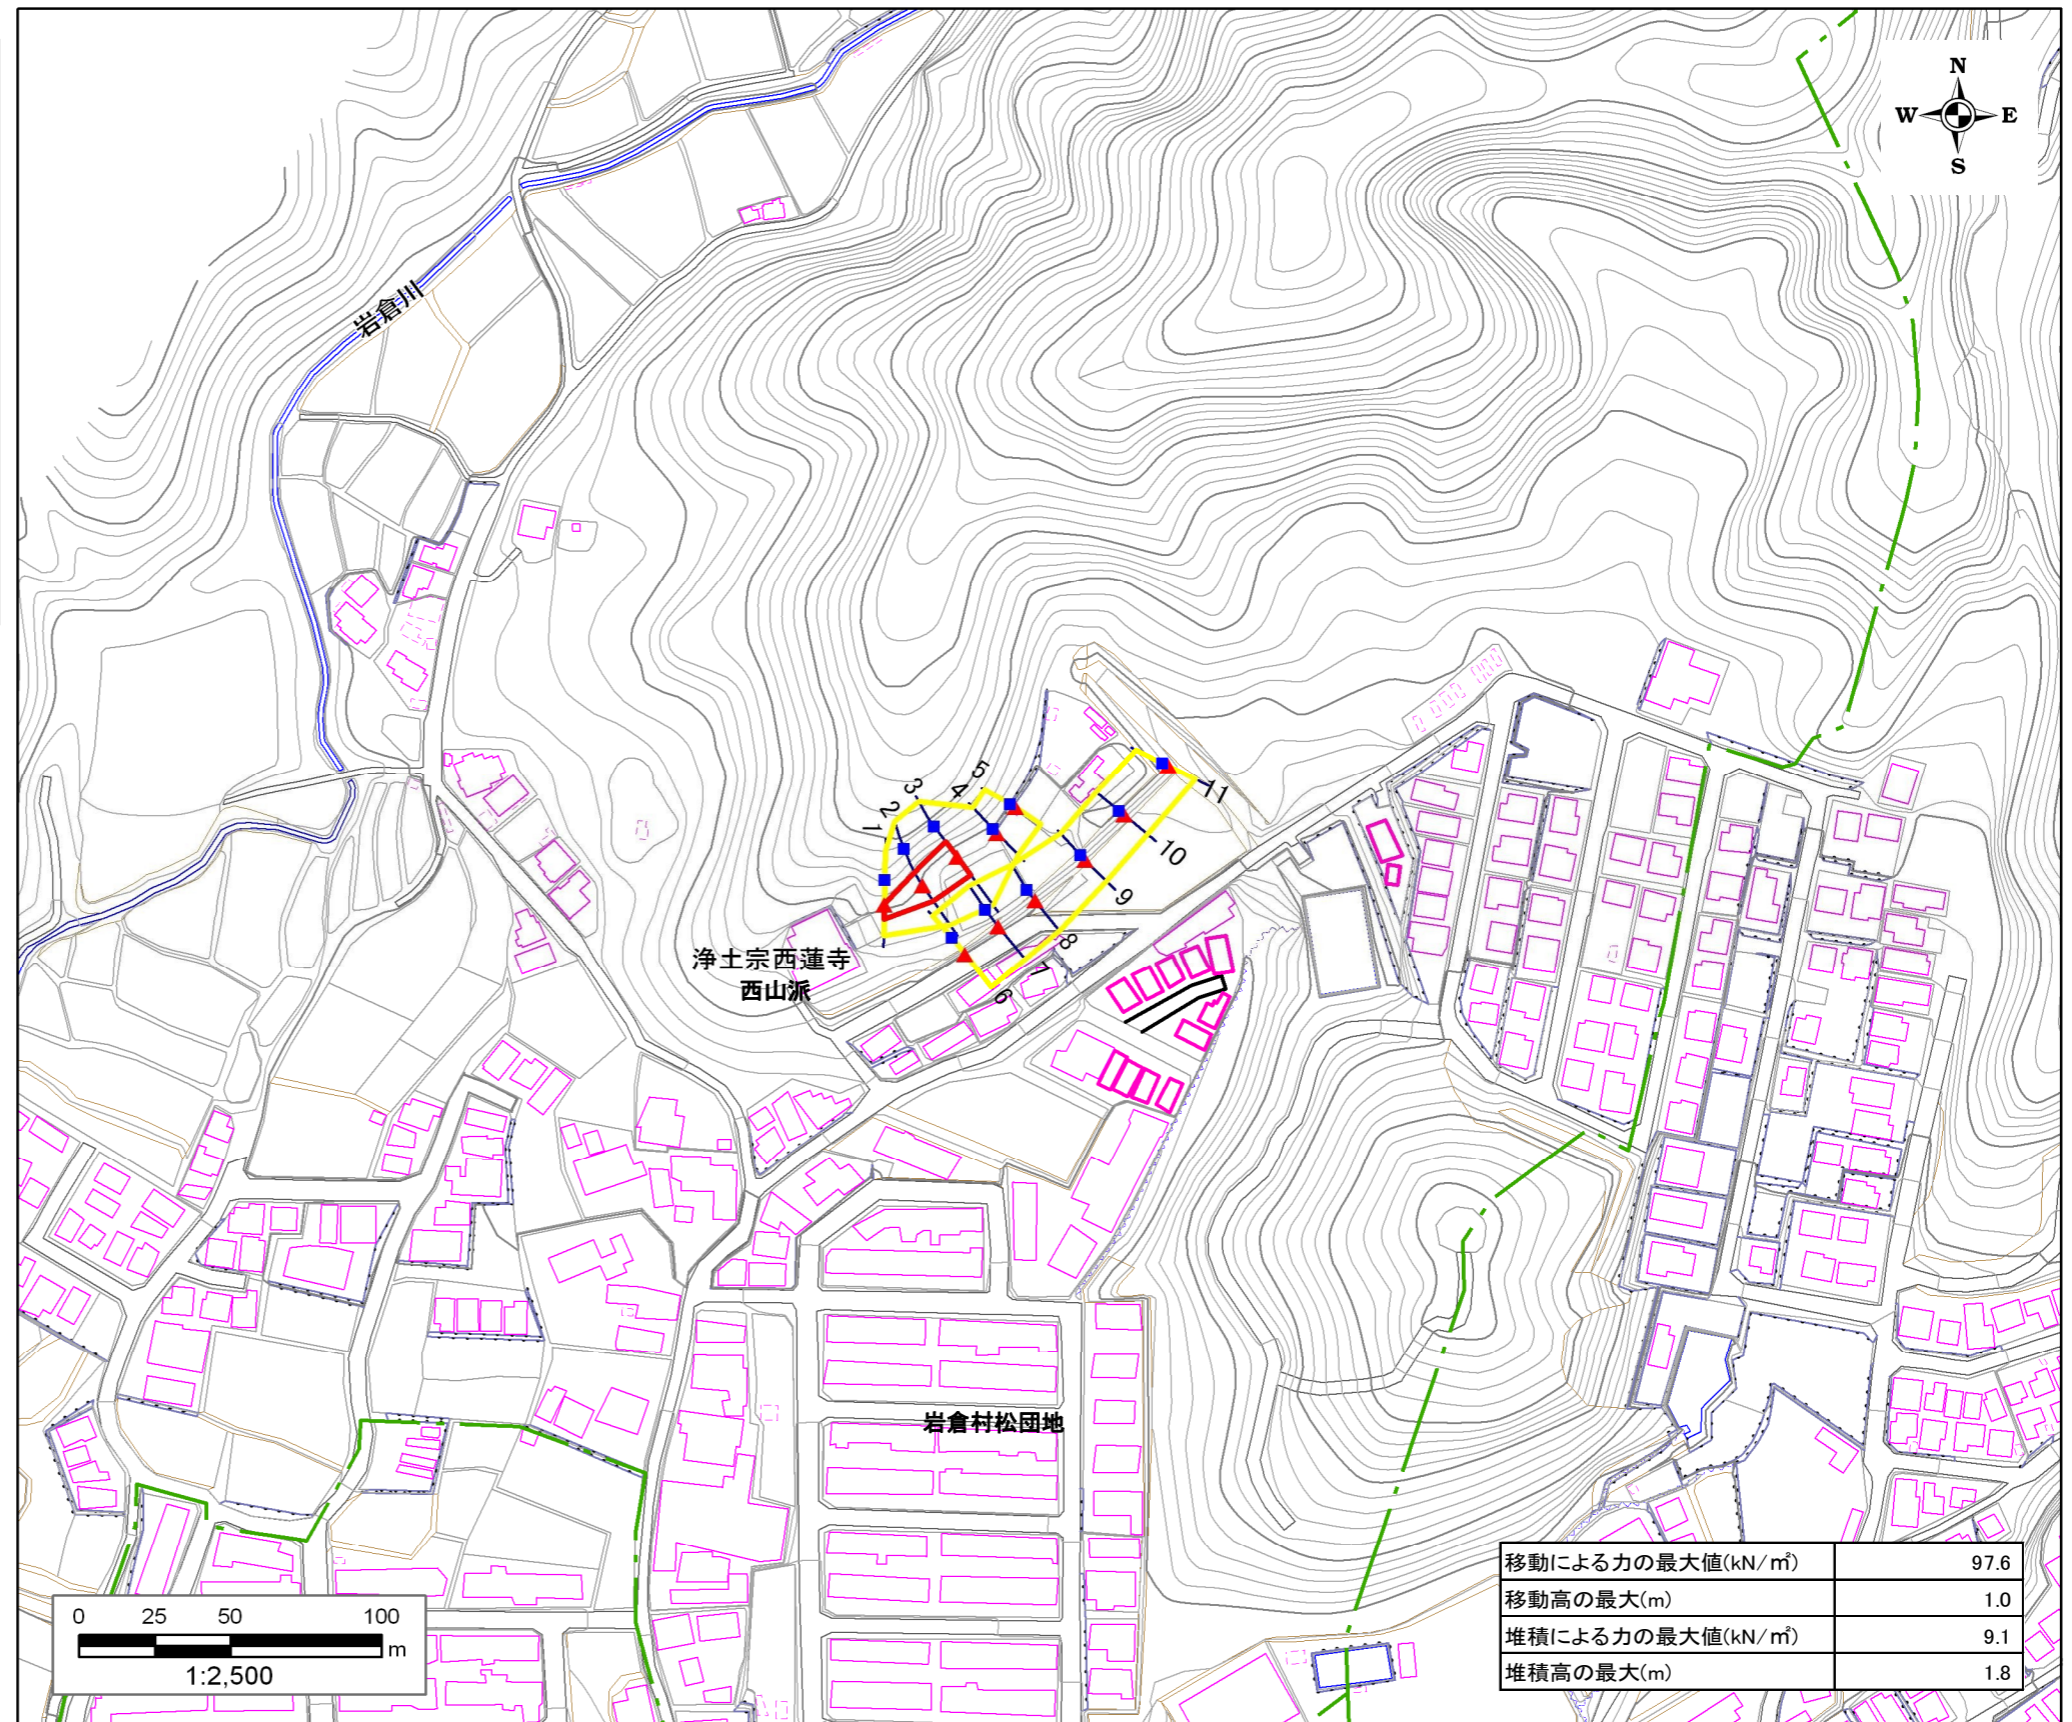 N
W E
S
岩倉川
5
3
4
2
1
11
10
9
8
7
6
浄土宗西蓮寺
西山派
岩倉村松団地
移動による力の最大値(kN/㎡) 97.6
移動高の最大(m) 1.0
堆積による力の最大値(kN/㎡) 9.1
堆積高の最大(m) 1.8
0 25 50 100
m
1:2,500